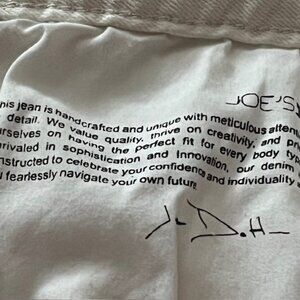 JOE'S
his jean is handcrafted and unique with meticulous atten
detail. We value quality, thrive on creativity, and pri
urselves on having the perfect fit for every body typ
rivaled in sophistication and Innovation, our denim
nstructed to celebrate your confidence and individuality
fearlessly navigate your own future